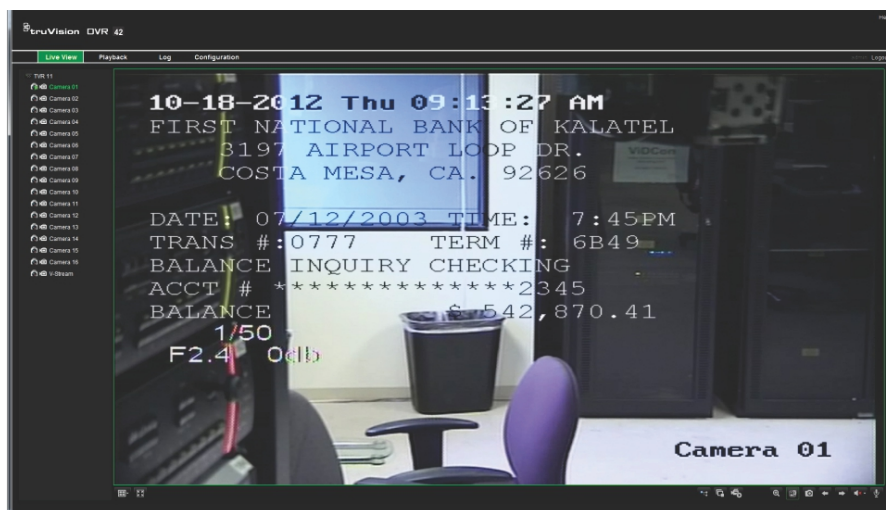 truVision DVR 42
Live View Playback Log Configuration
Logou
TVR 11
Camera 01
Camera 02
Camera 03
Camera 04
Camera 05
Camera 06
Camera 07
Camera 08
Camera 09
Camera 10
Camera 11
Camera 12
Camera 13
Camera 14
Camera 15
Camera 16
V-Stream
10-18-2012 Thu 09:13:27 AM
FIRST NATIONAL BANK OF KALATEL
3197 AIRPORT LOOP DR.
COSTA MESA, CA. 92626
DATE: 07/12/2003 TIME: 7:45PM
TRANS #:0777 TERM #: 6B49
BALANCE INQUIRY CHECKING
ACCT # *************2345
BALANCE $ 542,870.41
1/50
F2.4 0db
ViDCom
Camera 01